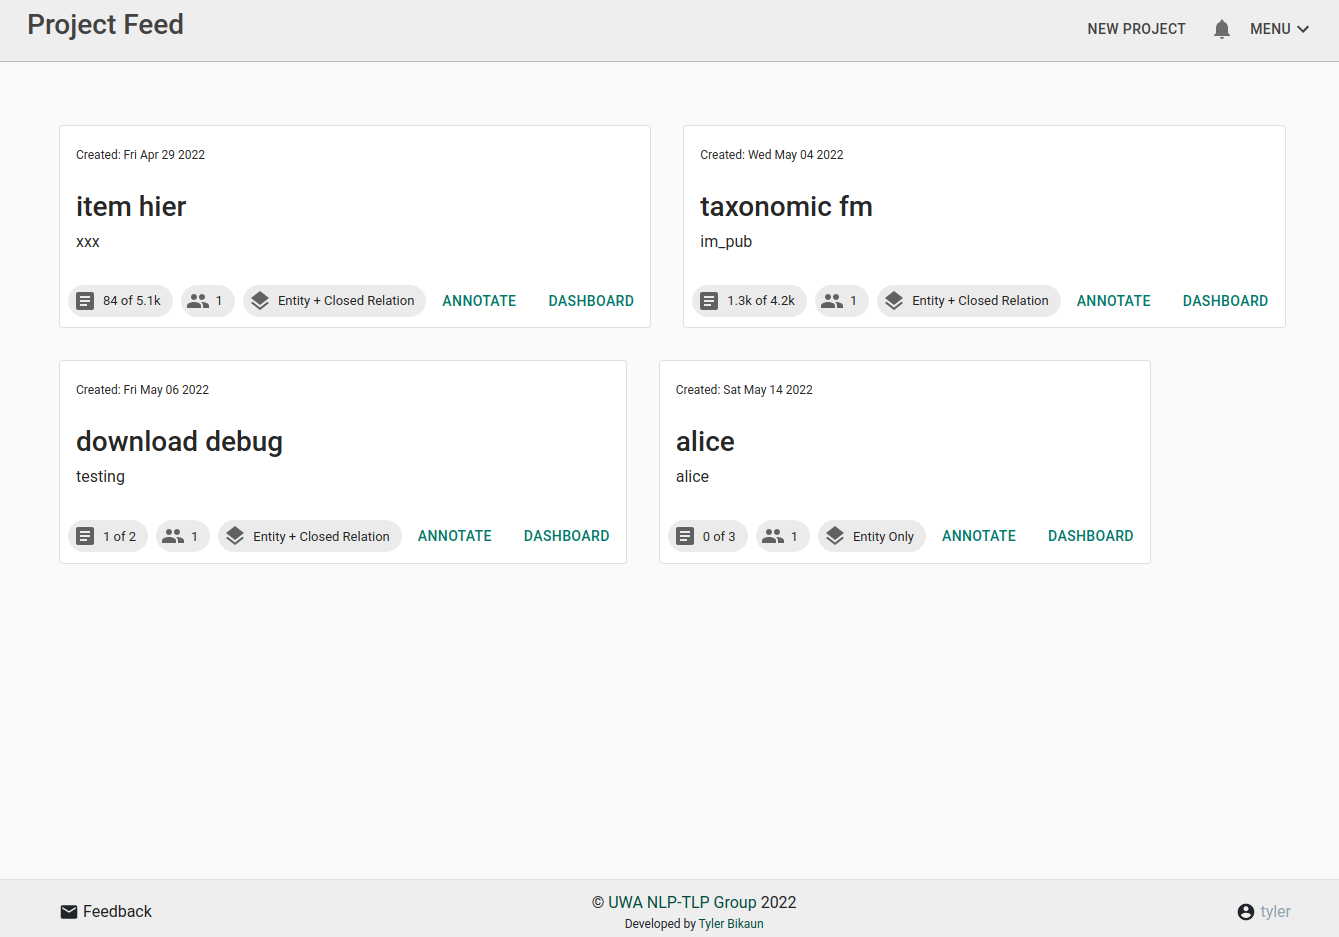 Project Feed
NEW PROJECT
MENU
Created: Fri Apr 29 2022
item hier
xxx
84 of 5.1k
1
Entity + Closed Relation
ANNOTATE
DASHBOARD
Created: Wed May 04 2022
taxonomic fm
im_pub
1.3k of 4.2k
1
Entity + Closed Relation
ANNOTATE
DASHBOARD
Created: Fri May 06 2022
download debug
testing
1 of 2
1
Entity + Closed Relation
ANNOTATE
DASHBOARD
Created: Sat May 14 2022
alice
alice
0 of 3
1
Entity Only
ANNOTATE
DASHBOARD
Feedback
© UWA NLP-TLP Group 2022
Developed by Tyler Bikaun
tyler